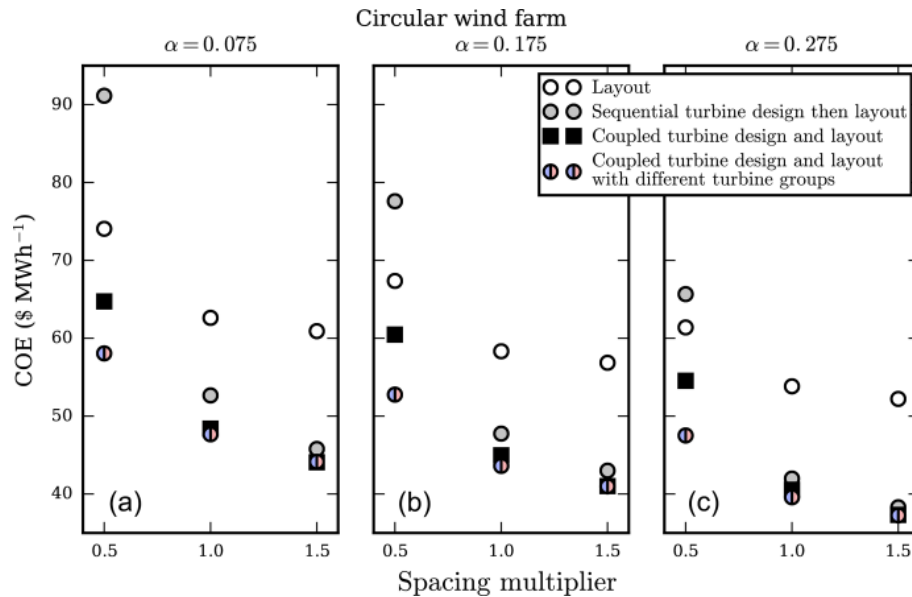 Circular wind farm
α = 0.075
α = 0.175
α = 0.275
Layout
Sequential turbine design then layout
Coupled turbine design and layout
Coupled turbine design and layout
with different turbine groups
COE ($ MWh⁻¹)
90
80
70
60
50
40
(a)
(b)
(c)
0.5 1.0 1.5
0.5 1.0 1.5
0.5 1.0 1.5
Spacing multiplier